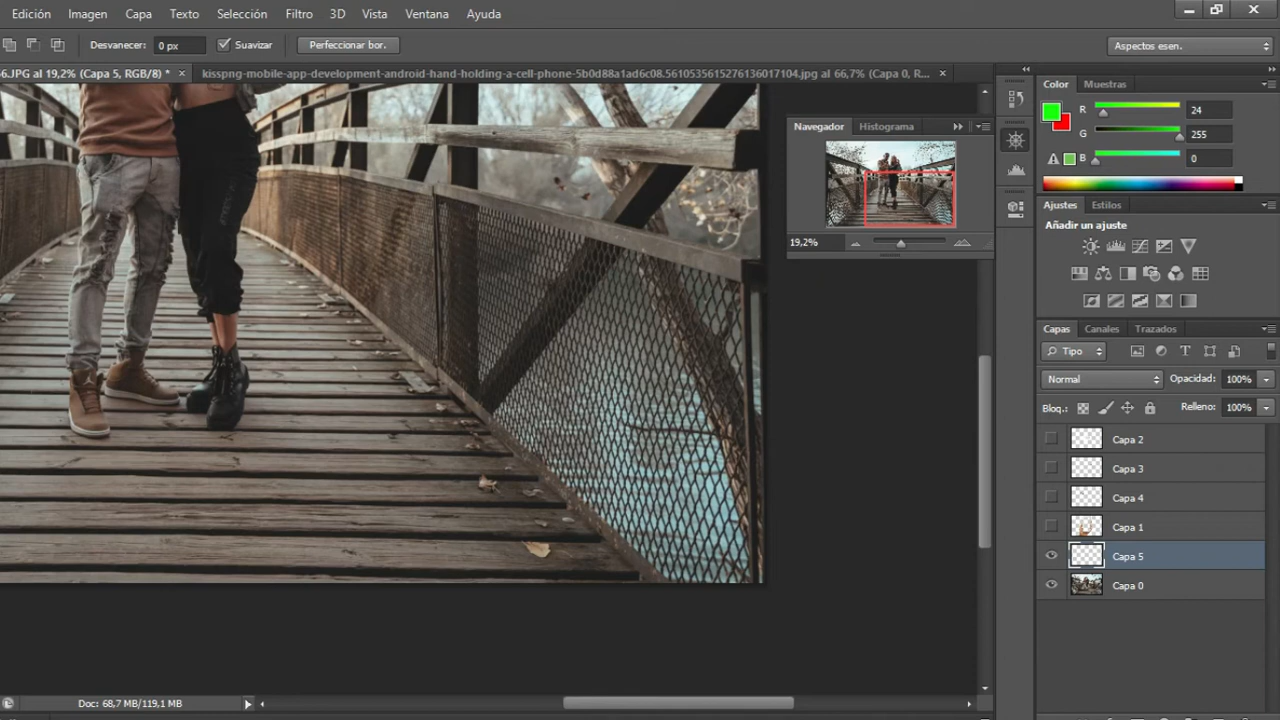 Edición Imagen Capa Texto Selección Filtro 3D Vista Ventana Ayuda
Desvanecer: 0 px Suavizar Perfeccionar bor. Aspectos esen.
6.JPG al 19,2% (Capa 5, RGB/8) * × kisspng-mobile-app-development-android-hand-holding-a-cell-phone-5b0d88a1ad6c08.5610535615276136017104.jpg al 66,7% (Capa 0, R... ×
Color Muestras
R 24
G 255
B 0
Navegador Histograma
19,2%
Ajustes Estilos
Añadir un ajuste
Capas Canales Trazados
Tipo
Normal Opacidad: 100%
Bloq.: Relleno: 100%
Capa 2
Capa 3
Capa 4
Capa 1
Capa 5
Capa 0
Doc: 68,7 MB/119,1 MB